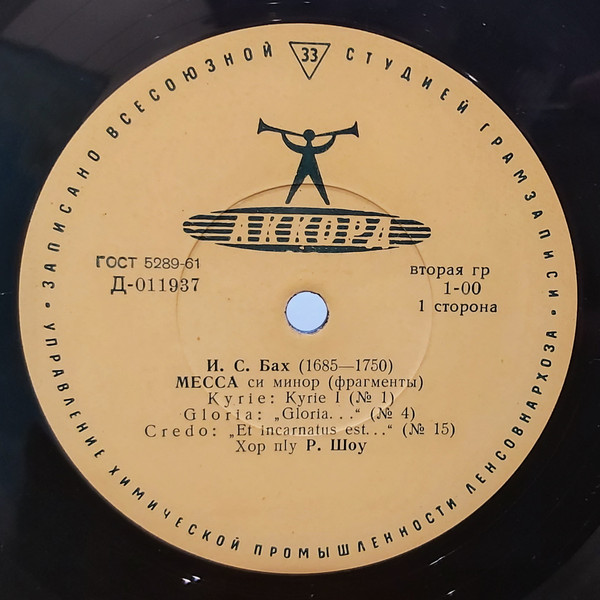 ЗАПИСАНО ВСЕСОЮЗНОЙ 33 СТУДИЕЙ ГРАМЗАПИСИ
АККОРД
ГОСТ 5289-61
Д-011937
вторая гр
1-00
1 сторона
И. С. Бах (1685—1750)
МЕССА си минор (фрагменты)
Kyrie: Kyrie I (№ 1)
Gloria: „Gloria...“ (№ 4)
Credo: „Et incarnatus est...“ (№ 15)
Хор п/у Р. Шоу
УПРАВЛЕНИЕ ХИМИЧЕСКОЙ ПРОМЫШЛЕННОСТИ ЛЕНСОВНАРХОЗА